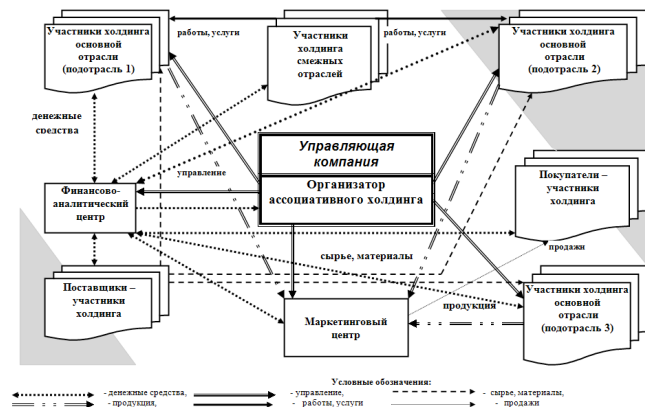 Участники холдинга
основной
отрасли
(подотрасль 1)
работы, услуги
Участники
холдинга
смежных
отраслей
работы, услуги
Участники холдинга
основной
отрасли
(подотрасль 2)
денежные
средства
управление
Управляющая
компания
Организатор
ассоциативного холдинга
Финансово-
аналитический
центр
Покупатели –
участники
холдинга
сырье, материалы
продажи
Поставщики –
участники
холдинга
Маркетинговый
центр
продукция
Участники холдинга
основной
отрасли
(подотрасль 3)
Условные обозначения:
- денежные средства,
- управление,
- сырье, материалы,
-продукция,
- работы, услуги
- продажи